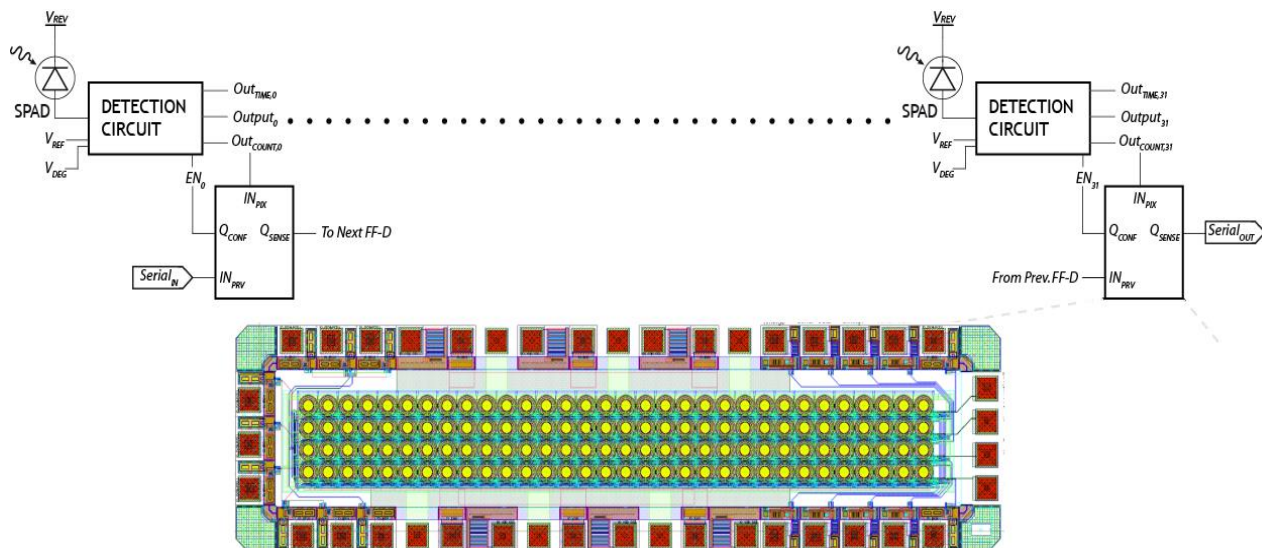 V_REV
SPAD
DETECTION
CIRCUIT
Out_TIME,0
Output_0
Out_COUNT,0
V_REF
V_DEG
EN_0
IN_PIX
Q_CONF
Q_SENSE
To Next FF-D
Serial_IN
IN_PRV
V_REV
SPAD
DETECTION
CIRCUIT
Out_TIME,31
Output_31
Out_COUNT,31
V_REF
V_DEG
EN_31
IN_PIX
Q_CONF
Q_SENSE
Serial_OUT
From Prev. FF-D
IN_PRV